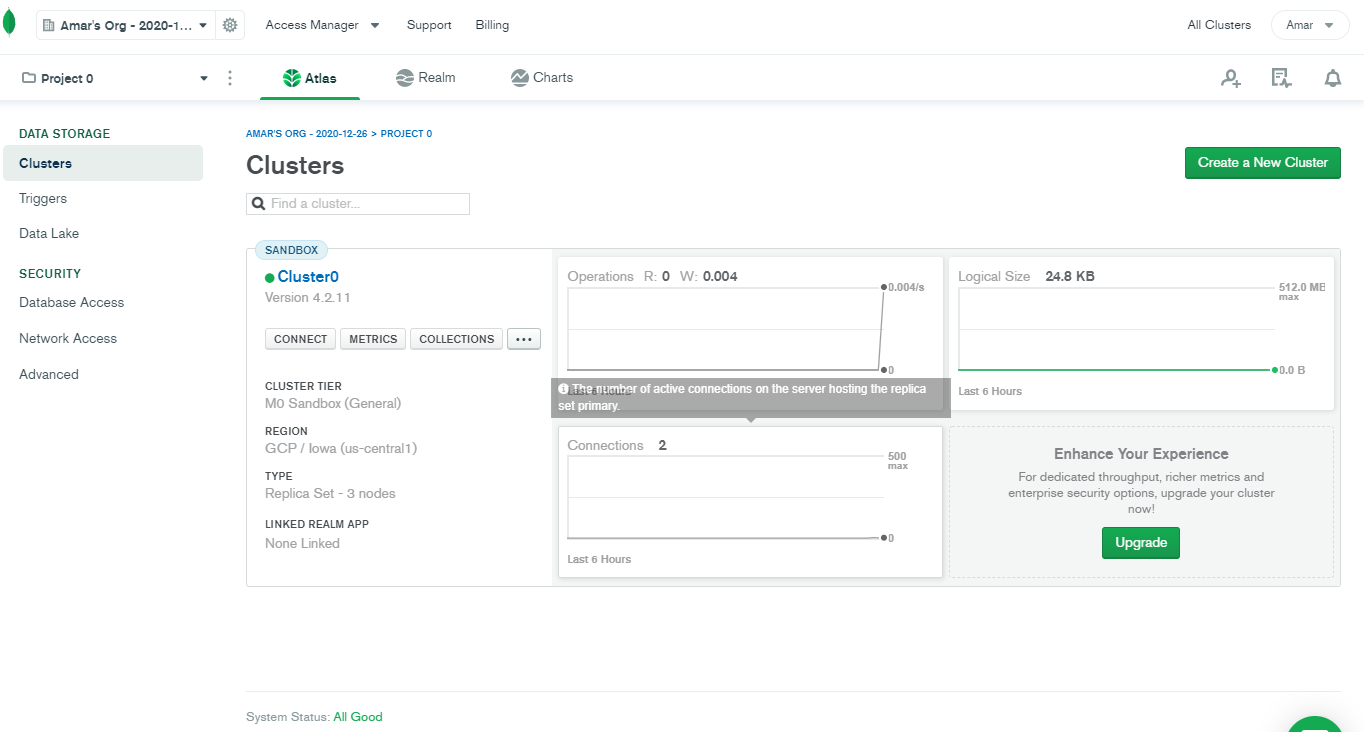 Amar's Org - 2020-1...
Access Manager
Support
Billing
All Clusters
Amar
Project 0
Atlas
Realm
Charts
DATA STORAGE
Clusters
Triggers
Data Lake
SECURITY
Database Access
Network Access
Advanced
AMAR'S ORG - 2020-12-26 > PROJECT 0
Clusters
Create a New Cluster
Find a cluster...
SANDBOX
Cluster0
Version 4.2.11
CONNECT
METRICS
COLLECTIONS
...
CLUSTER TIER
M0 Sandbox (General)
REGION
GCP / Iowa (us-central1)
TYPE
Replica Set - 3 nodes
LINKED REALM APP
None Linked
Operations R: 0 W: 0.004
0.004/s
0
Last 6 Hours
The number of active connections on the server hosting the replica
set primary.
Logical Size 24.8 KB
512.0 MB
max
0.0 B
Last 6 Hours
Connections 2
500
max
0
Last 6 Hours
Enhance Your Experience
For dedicated throughput, richer metrics and
enterprise security options, upgrade your cluster
now!
Upgrade
System Status: All Good